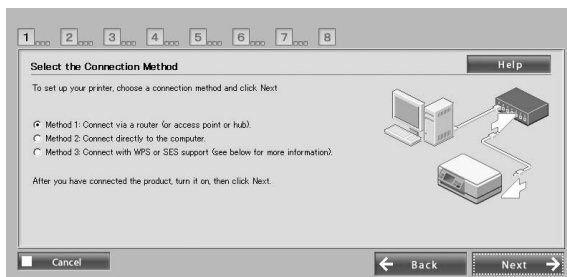 1 2 3 4 5 6 7 8
Select the Connection Method
Help
To set up your printer, choose a connection method and click Next
Method 1: Connect via a router (or access point or hub).
Method 2: Connect directly to the computer.
Method 3: Connect with WPS or SES support (see below for more information).
After you have connected the product, turn it on, then click Next.
Cancel
Back
Next